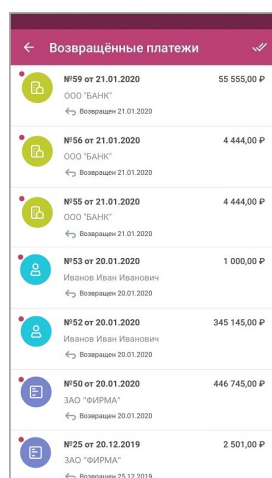 Возвращённые платежи
№59 от 21.01.2020 55 555,00 ₽
ООО "БАНК"
Возвращен 21.01.2020
№56 от 21.01.2020 4 444,00 ₽
ООО "БАНК"
Возвращен 21.01.2020
№55 от 21.01.2020 4 444,00 ₽
ООО "БАНК"
Возвращен 21.01.2020
№53 от 20.01.2020 1 000,00 ₽
Иванов Иван Иванович
Возвращен 20.01.2020
№52 от 20.01.2020 345 145,00 ₽
Иванов Иван Иванович
Возвращен 20.01.2020
№50 от 20.01.2020 446 745,00 ₽
ЗАО "ФИРМА"
Возвращен 20.01.2020
№25 от 20.12.2019 2 501,00 ₽
ЗАО "ФИРМА"
Возвращен 25.12.2019